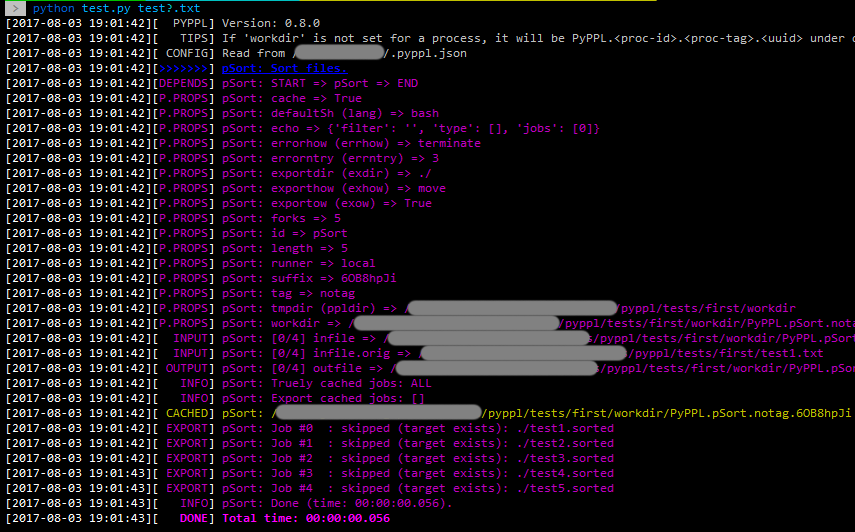 > python test.py test?.txt
[2017-08-03 19:01:42][  PYPPL] Version: 0.8.0
[2017-08-03 19:01:42][   TIPS] If 'workdir' is not set for a process, it will be PyPPL.<proc-id>.<proc-tag>.<uuid> under
[2017-08-03 19:01:42][ CONFIG] Read from / /.pyppl.json
[2017-08-03 19:01:42][>>>>>>>] pSort: Sort files.
[2017-08-03 19:01:42][DEPENDS] pSort: START => pSort => END
[2017-08-03 19:01:42][P.PROPS] pSort: cache => True
[2017-08-03 19:01:42][P.PROPS] pSort: defaultSh (lang) => bash
[2017-08-03 19:01:42][P.PROPS] pSort: echo => {'filter': '', 'type': [], 'jobs': [0]}
[2017-08-03 19:01:42][P.PROPS] pSort: errorhow (errhow) => terminate
[2017-08-03 19:01:42][P.PROPS] pSort: errorntry (errntry) => 3
[2017-08-03 19:01:42][P.PROPS] pSort: exportdir (exdir) => ./
[2017-08-03 19:01:42][P.PROPS] pSort: exporthow (exhow) => move
[2017-08-03 19:01:42][P.PROPS] pSort: exportow (exow) => True
[2017-08-03 19:01:42][P.PROPS] pSort: forks => 5
[2017-08-03 19:01:42][P.PROPS] pSort: id => pSort
[2017-08-03 19:01:42][P.PROPS] pSort: length => 5
[2017-08-03 19:01:42][P.PROPS] pSort: runner => local
[2017-08-03 19:01:42][P.PROPS] pSort: suffix => 6OB8hpJi
[2017-08-03 19:01:42][P.PROPS] pSort: tag => notag
[2017-08-03 19:01:42][P.PROPS] pSort: tmpdir (ppldir) => / /pyppl/tests/first/workdir
[2017-08-03 19:01:42][P.PROPS] pSort: workdir => / /pyppl/tests/first/workdir/PyPPL.pSort.nota
[2017-08-03 19:01:42][  INPUT] pSort: [0/4] infile => / /pyppl/tests/first/workdir/PyPPL.pSor
[2017-08-03 19:01:42][  INPUT] pSort: [0/4] infile.orig => / /pyppl/tests/first/test1.txt
[2017-08-03 19:01:42][ OUTPUT] pSort: [0/4] outfile => / /pyppl/tests/first/workdir/PyPPL.pSo
[2017-08-03 19:01:42][   INFO] pSort: Truely cached jobs: ALL
[2017-08-03 19:01:42][   INFO] pSort: Export cached jobs: []
[2017-08-03 19:01:42][ CACHED] pSort: / /pyppl/tests/first/workdir/PyPPL.pSort.notag.6OB8hpJi
[2017-08-03 19:01:42][ EXPORT] pSort: Job #0  : skipped (target exists): ./test1.sorted
[2017-08-03 19:01:42][ EXPORT] pSort: Job #1  : skipped (target exists): ./test2.sorted
[2017-08-03 19:01:42][ EXPORT] pSort: Job #2  : skipped (target exists): ./test3.sorted
[2017-08-03 19:01:43][ EXPORT] pSort: Job #3  : skipped (target exists): ./test4.sorted
[2017-08-03 19:01:43][ EXPORT] pSort: Job #4  : skipped (target exists): ./test5.sorted
[2017-08-03 19:01:43][   INFO] pSort: Done (time: 00:00:00.056).
[2017-08-03 19:01:43][   DONE] Total time: 00:00:00.056